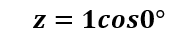 z = 1cos0°